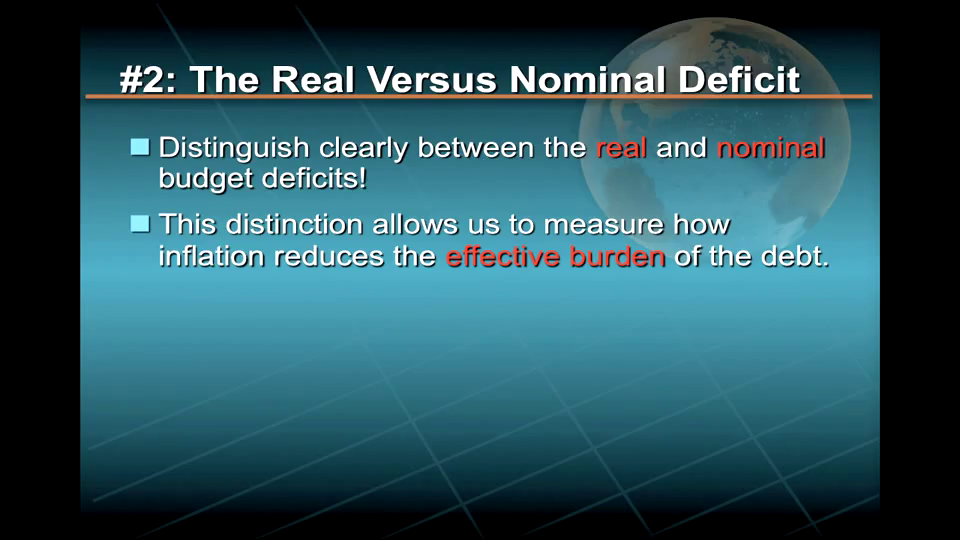 #2: The Real Versus Nominal Deficit
Distinguish clearly between the real and nominal
budget deficits!
This distinction allows us to measure how
inflation reduces the effective burden of the debt.